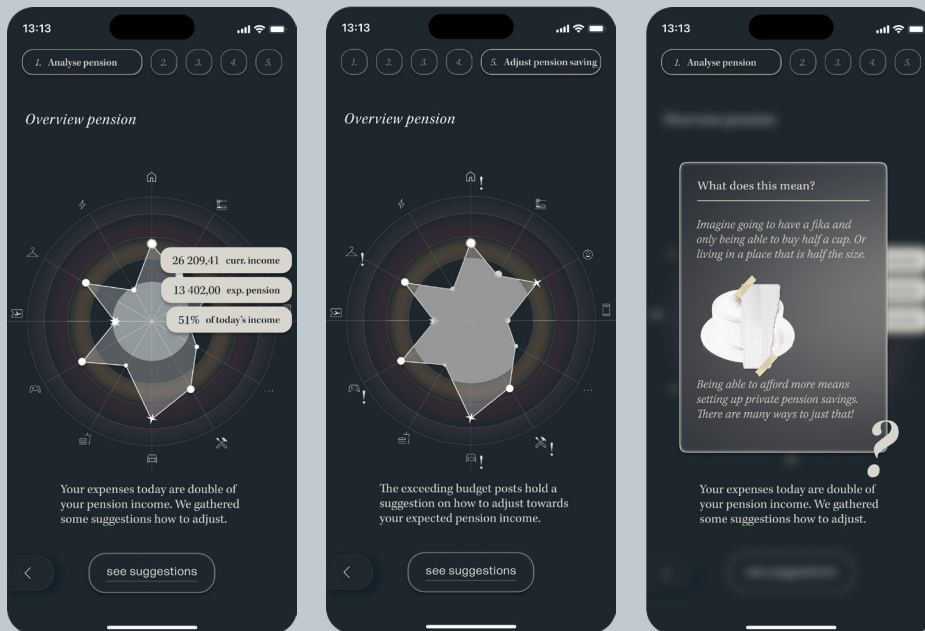 13:13
1. Analyse pension 2. 3. 4. 5.
Overview pension
26 209,41 curr. income
13 402,00 exp. pension
51% of today's income
Your expenses today are double of
your pension income. We gathered
some suggestions how to adjust.
see suggestions
13:13
1. 2. 3. 4. 5. Adjust pension saving
Overview pension
!
!
!
!
!
The exceeding budget posts hold a
suggestion on how to adjust towards
your expected pension income.
see suggestions
13:13
1. Analyse pension 2. 3. 4. 5.
What does this mean?
Imagine going to have a fika and
only being able to buy half a cup. Or
living in a place that is half the size.
Being able to afford more means
setting up private pension savings.
There are many ways to just that!
?
Your expenses today are double of
your pension income. We gathered
some suggestions how to adjust.